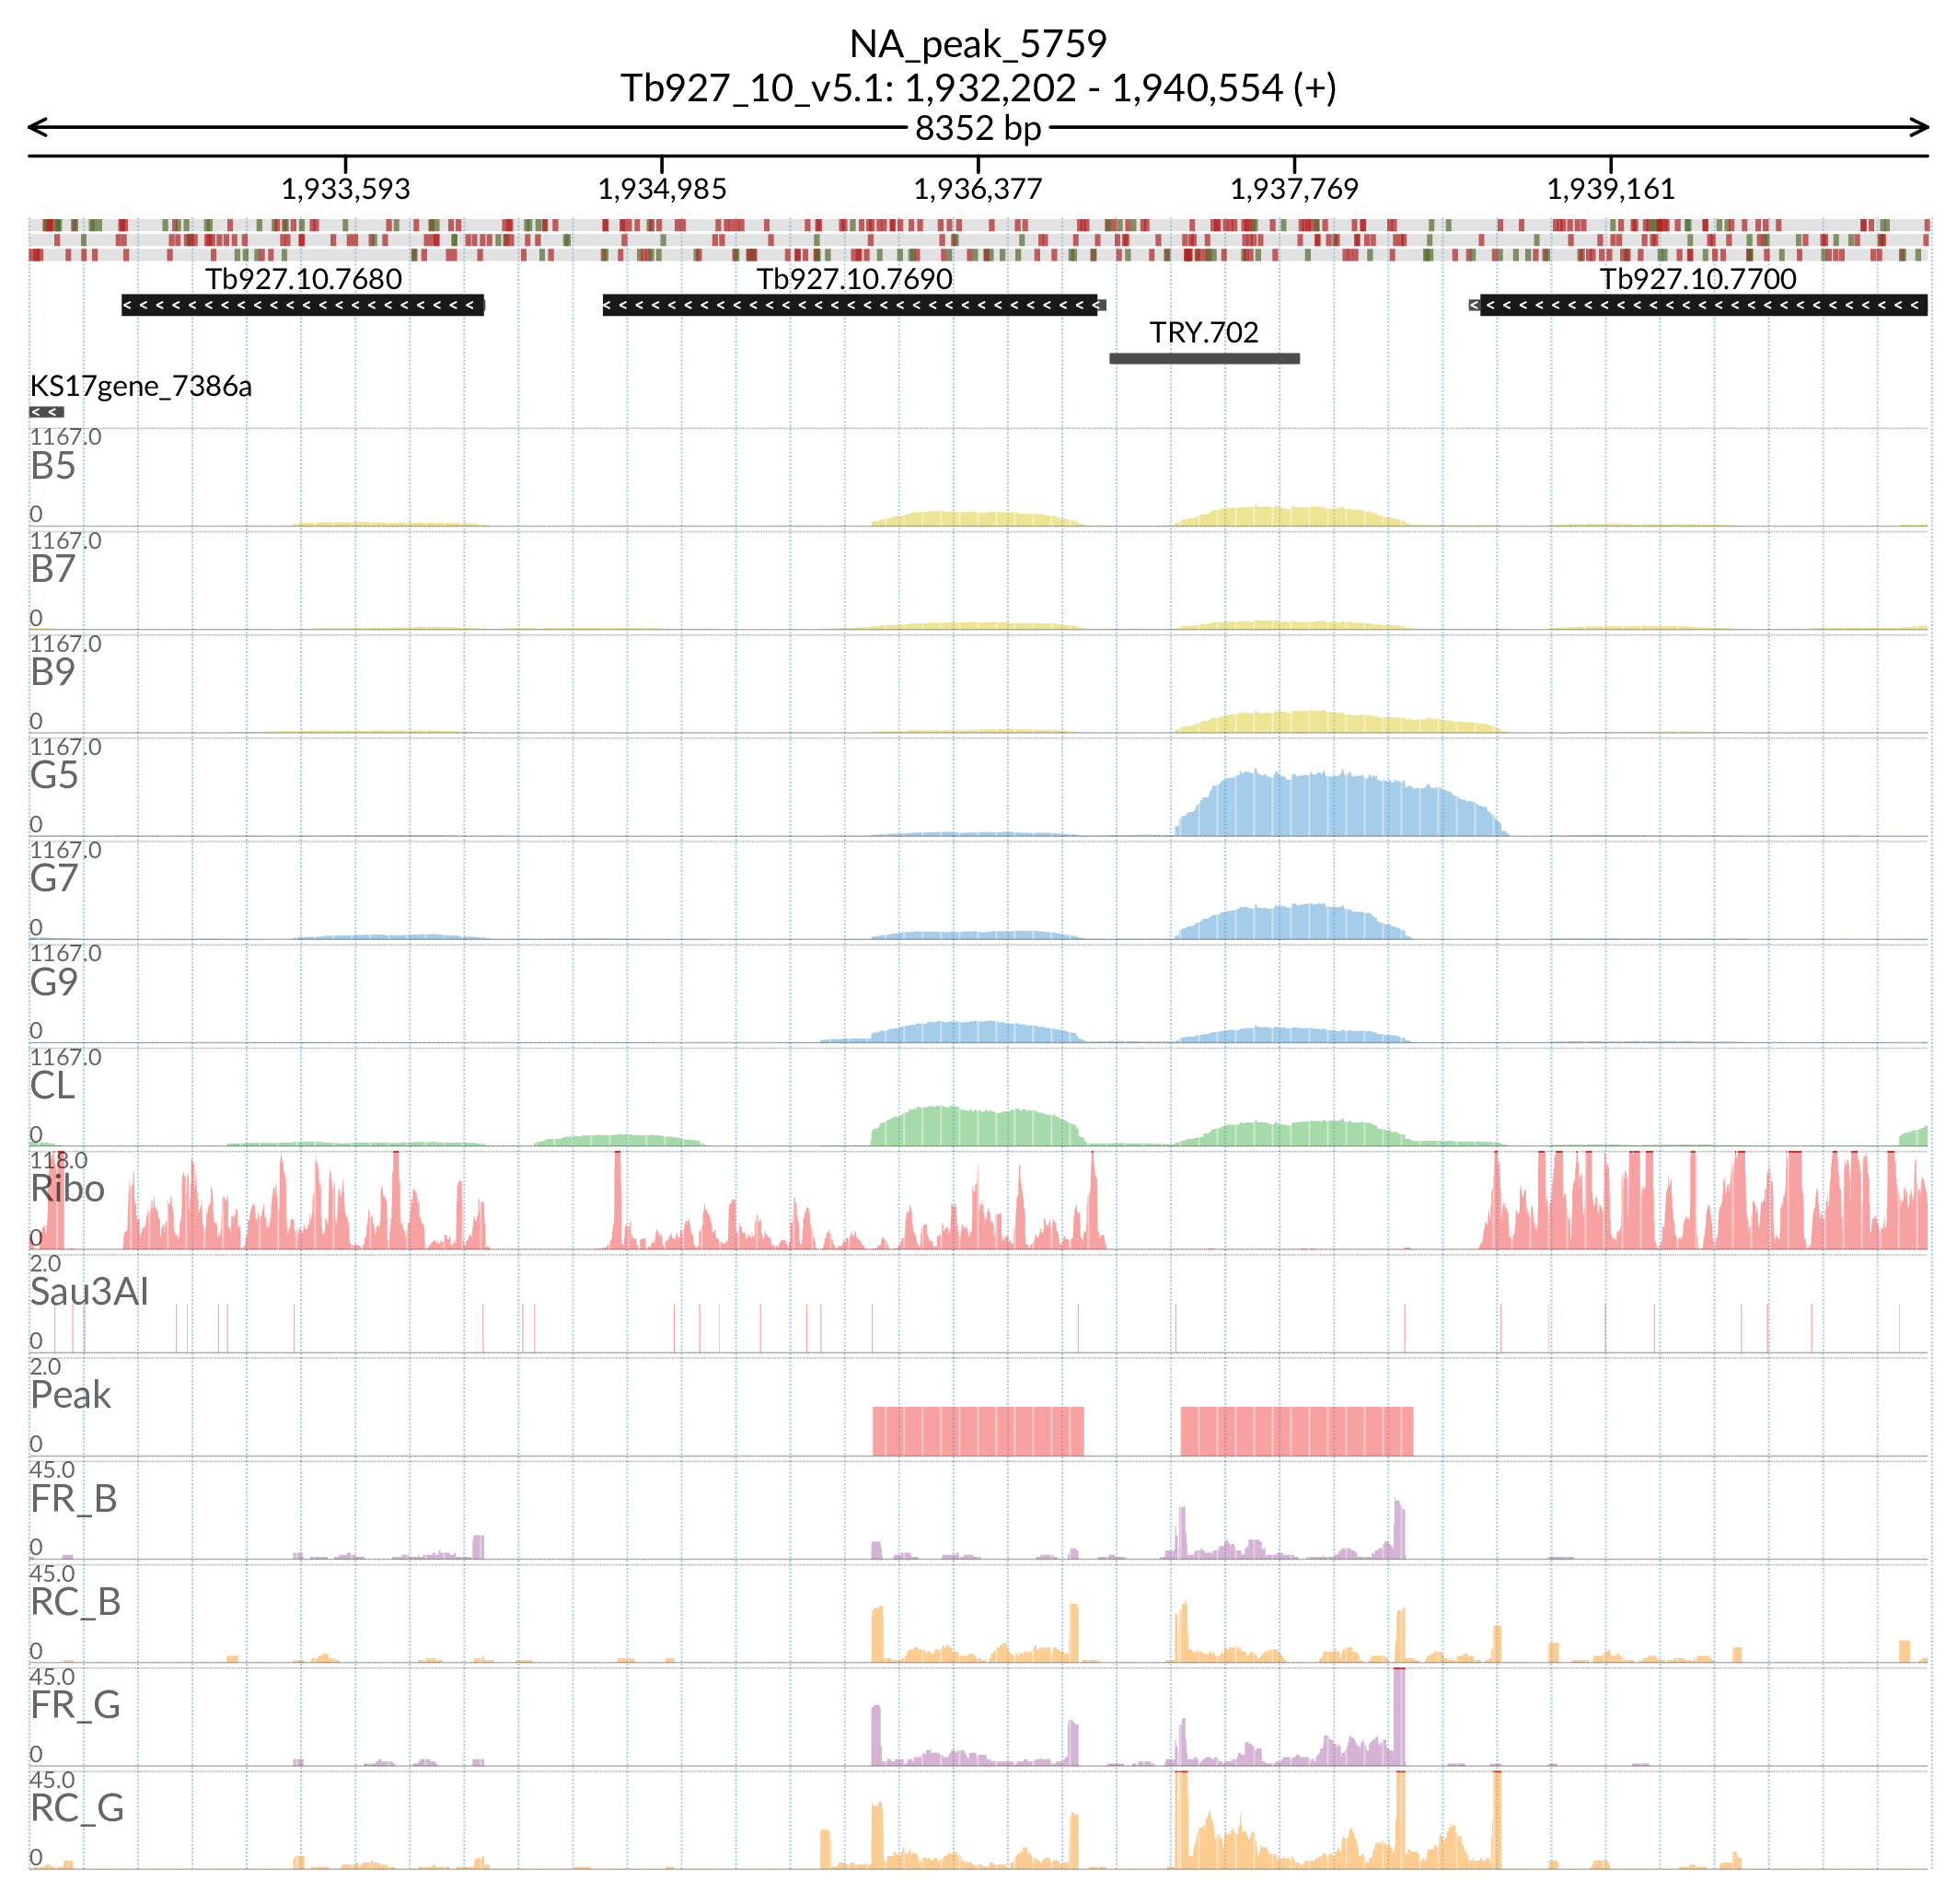 NA_peak_5759
Tb927_10_v5.1: 1,932,202 - 1,940,554 (+)
8352 bp
1,933,593 1,934,985 1,936,377 1,937,769 1,939,161
Tb927.10.7680 Tb927.10.7690 Tb927.10.7700
TRY.702
KS17gene_7386a
1167.0
B5
0
1167.0
B7
0
1167.0
B9
0
1167.0
G5
0
1167.0
G7
0
1167.0
G9
0
1167.0
CL
0
118.0
Ribo
0
2.0
Sau3AI
0
2.0
Peak
0
45.0
FR_B
0
45.0
RC_B
0
45.0
FR_G
0
45.0
RC_G
0